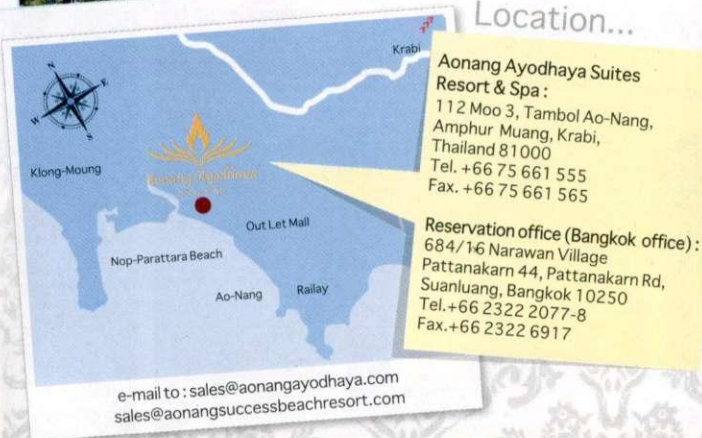 Location...
Krabi
N
E
W
S
Klong-Moung
Aonang Ayodhaya
Out Let Mall
Nop-Parattara Beach
Ao-Nang
Railay
e-mail to : sales@aonangayodhaya.com
sales@aonangsuccessbeachresort.com
Aonang Ayodhaya Suites
Resort & Spa :
112 Moo 3, Tambol Ao-Nang,
Amphur Muang, Krabi,
Thailand 81000
Tel. +66 75 661 555
Fax. +66 75 661 565
Reservation office (Bangkok office) :
684/16 Narawan Village
Pattanakarn 44, Pattanakarn Rd,
Suanluang, Bangkok 10250
Tel.+66 2322 2077-8
Fax.+66 2322 6917